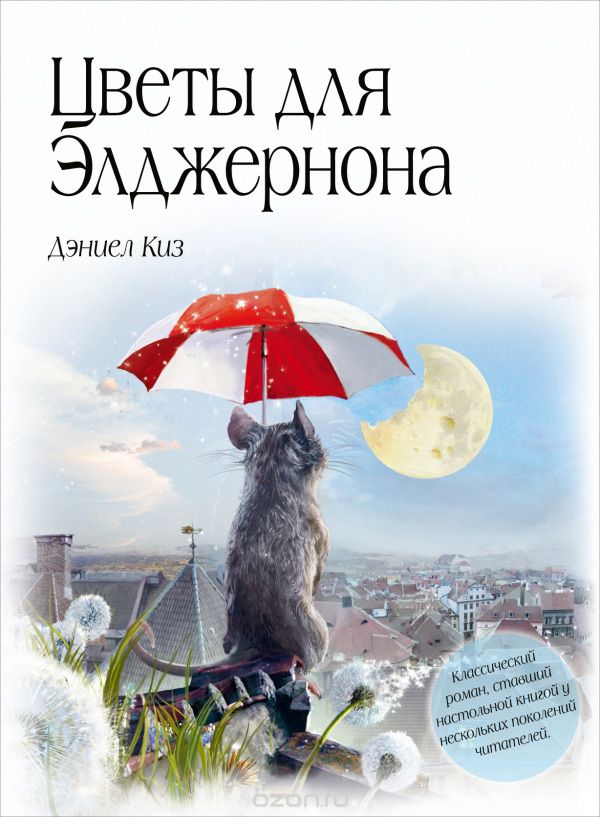 Цветы для
Элджернона
Дэниел Киз
Классический
роман, ставший
настольной книгой у
нескольких поколений
читателей.
ozon.ru